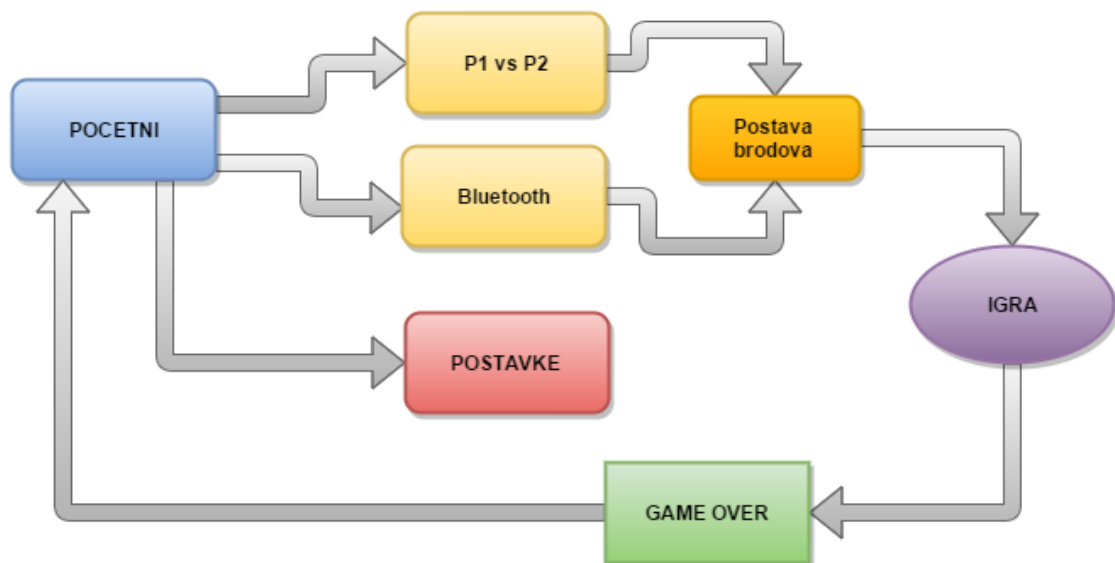 P1 vs P2
POCETNI
Postava
brodova
Bluetooth
IGRA
POSTAVKE
GAME OVER